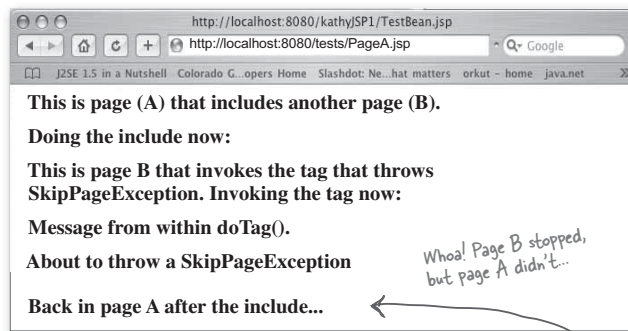 http://localhost:8080/kathyJSP1/TestBean.jsp
http://localhost:8080/tests/PageA.jsp
Google
J2SE 1.5 in a Nutshell Colorado G...opers Home Slashdot: Ne...hat matters orkut - home java.net
This is page (A) that includes another page (B).
Doing the include now:
This is page B that invokes the tag that throws
SkipPageException. Invoking the tag now:
Message from within doTag().
About to throw a SkipPageException
Whoa! Page B stopped,
but page A didn't...
Back in page A after the include...